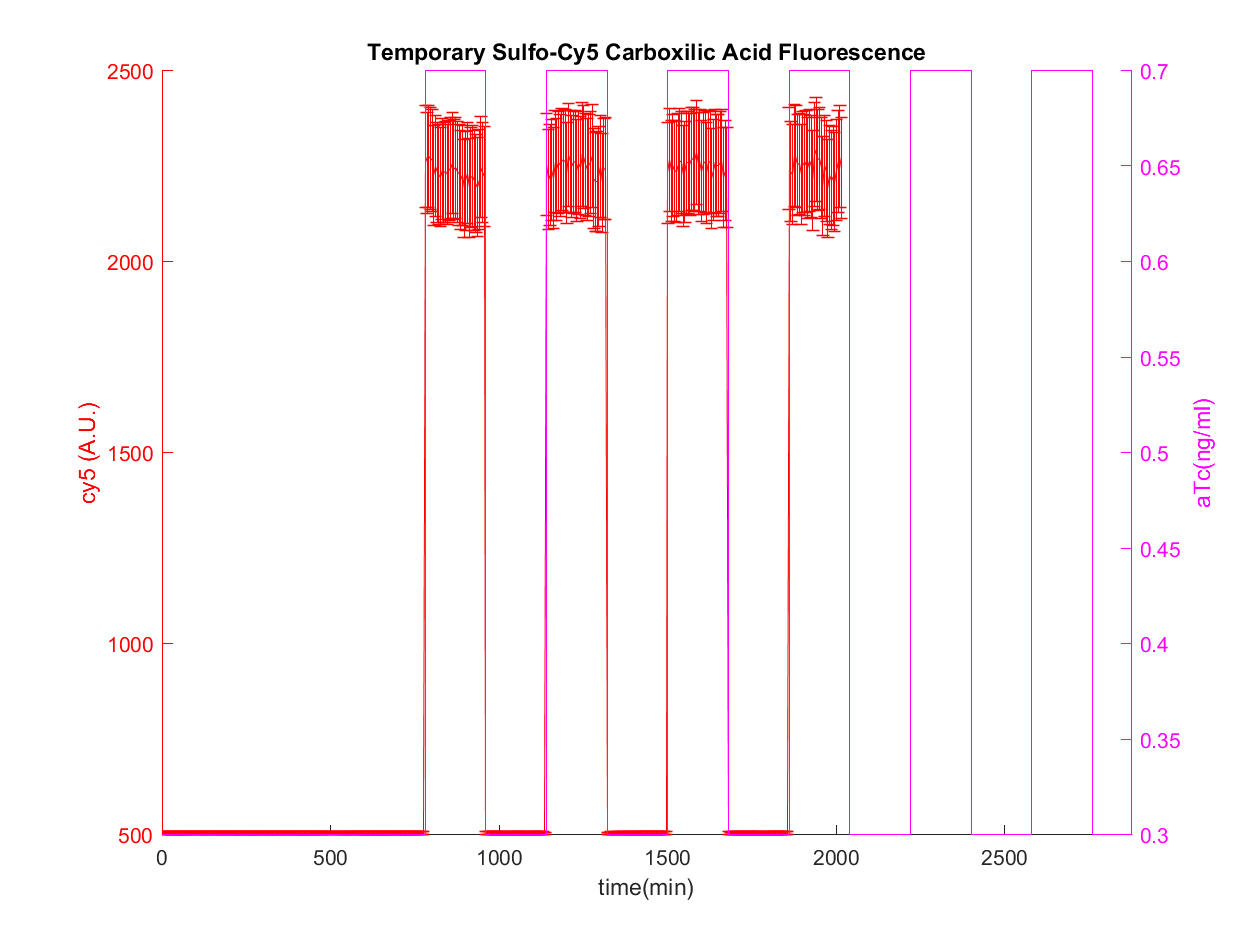 Temporary Sulfo-Cy5 Carboxilic Acid Fluorescence
2500
2000
1500
1000
500
cy5 (A.U.)
0.7
0.65
0.6
0.55
0.5
0.45
0.4
0.35
0.3
aTc(ng/ml)
0 500 1000 1500 2000 2500
time(min)